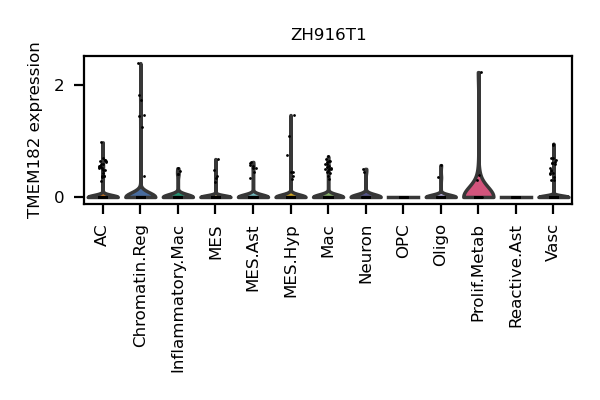 ZH916T1
TMEM182 expression
2
0
AC
Chromatin.Reg
Inflammatory.Mac
MES
MES.Ast
MES.Hyp
Mac
Neuron
OPC
Oligo
Prolif.Metab
Reactive.Ast
Vasc